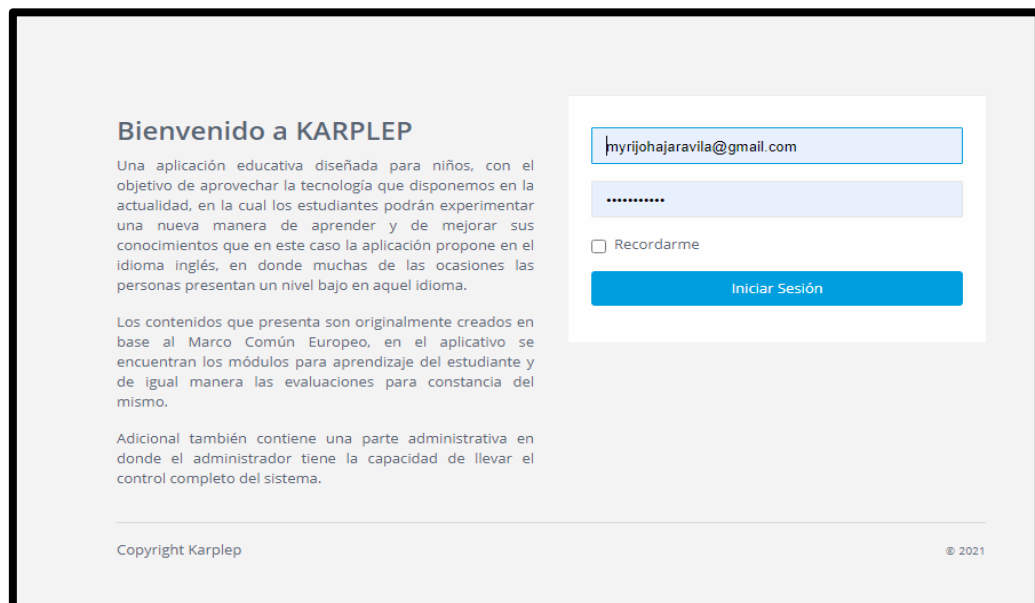 Bienvenido a KARPLEP
Una aplicación educativa diseñada para niños, con el
objetivo de aprovechar la tecnología que disponemos en la
actualidad, en la cual los estudiantes podrán experimentar
una nueva manera de aprender y de mejorar sus
conocimientos que en este caso la aplicación propone en el
idioma inglés, en donde muchas de las ocasiones las
personas presentan un nivel bajo en aquel idioma.
Los contenidos que presenta son originalmente creados en
base al Marco Común Europeo, en el aplicativo se
encuentran los módulos para aprendizaje del estudiante y
de igual manera las evaluaciones para constancia del
mismo.
Adicional también contiene una parte administrativa en
donde el administrador tiene la capacidad de llevar el
control completo del sistema.
myrijohajaravila@gmail.com
•••••••••••
Recordarme
Iniciar Sesión
Copyright Karplep
© 2021